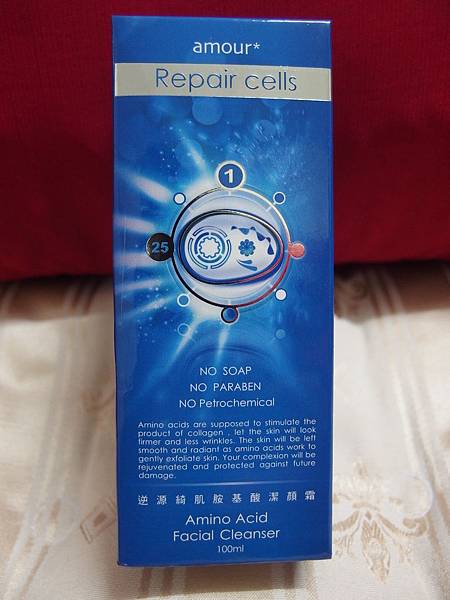 amour*
Repair cells
1
25
NO SOAP
NO PARABEN
NO Petrochemical
Amino acids are supposed to stimulate the
product of collagen , let the skin will look
firmer and less wrinkles. The skin will be left
smooth and radiant as amino acids work to
gently exfoliate skin. Your complexion will be
rejuvenated and protected against future
damage.
逆源綺肌胺基酸潔顏霜
Amino Acid
Facial Cleanser
100ml